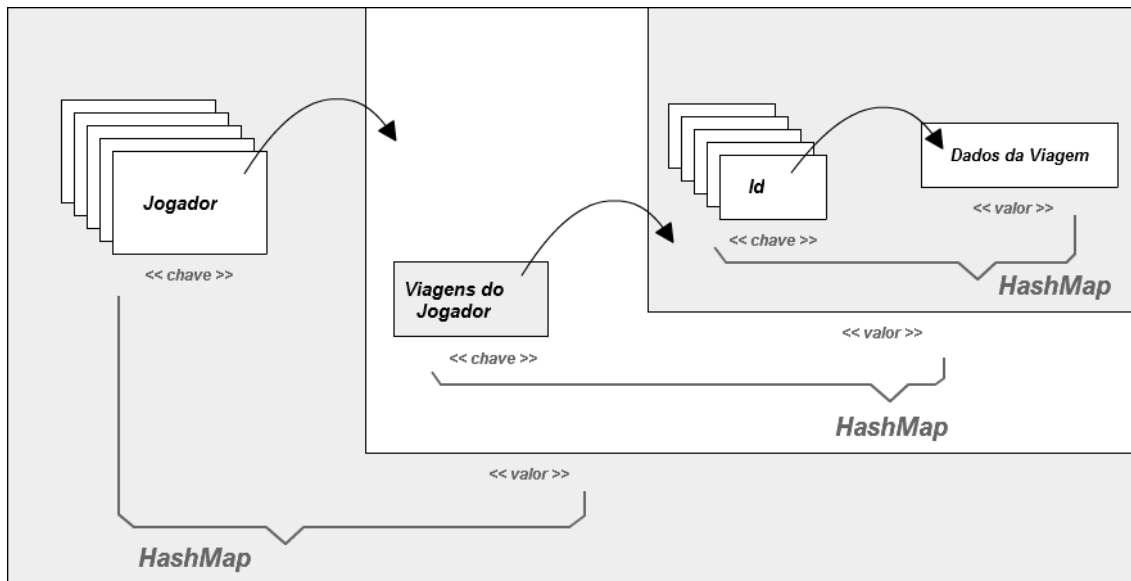 Jogador
<< chave >>
HashMap
<< valor >>
Viagens do
Jogador
<< chave >>
HashMap
<< valor >>
Id
<< chave >>
Dados da Viagem
<< valor >>
HashMap